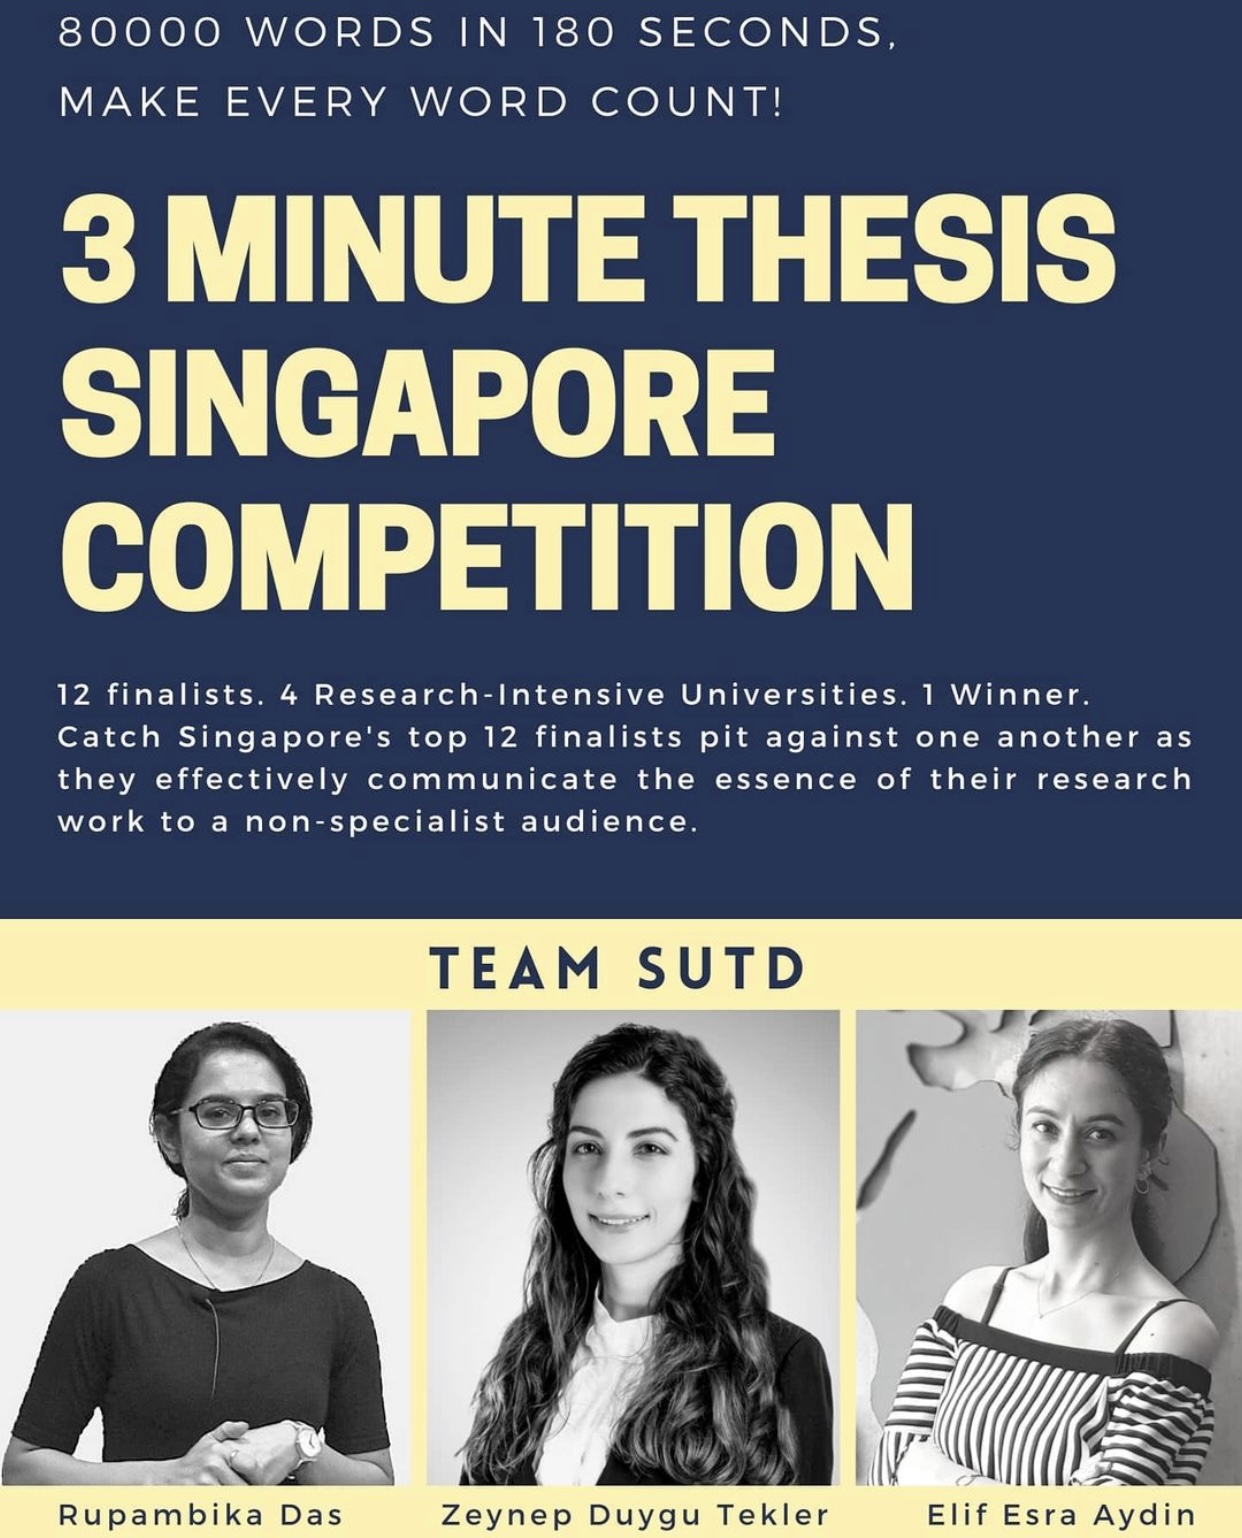 80000 WORDS IN 180 SECONDS,
MAKE EVERY WORD COUNT!
3 MINUTE THESIS
SINGAPORE
COMPETITION
12 finalists. 4 Research-Intensive Universities. 1 Winner.
Catch Singapore's top 12 finalists pit against one another as
they effectively communicate the essence of their research
work to a non-specialist audience.
TEAM SUTD
Rupambika Das
Zeynep Duygu Tekler
Elif Esra Aydin